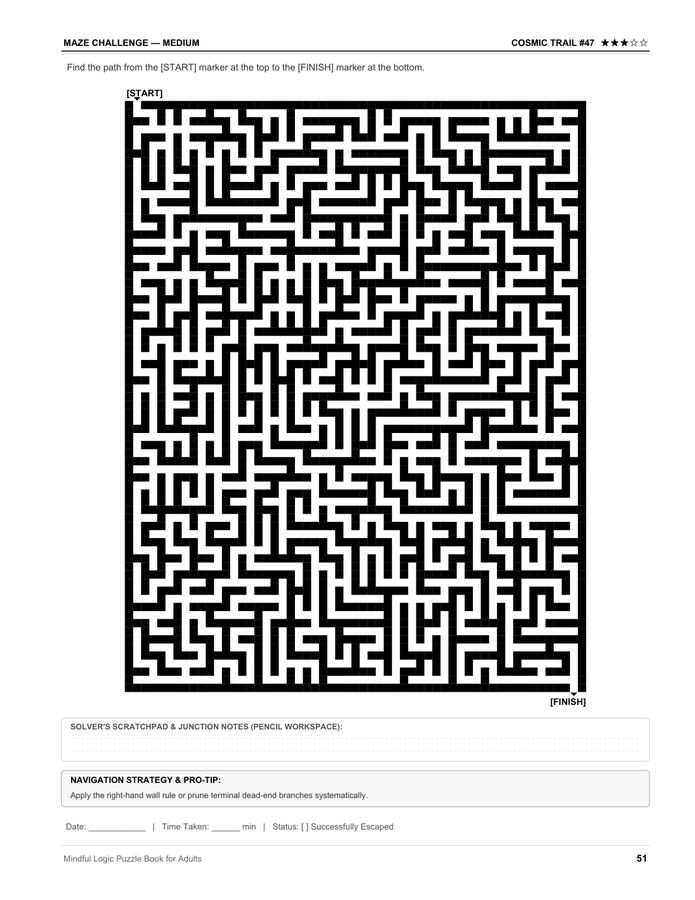 MAZE CHALLENGE — MEDIUM
COSMIC TRAIL #47 ★★★☆☆
Find the path from the [START] marker at the top to the [FINISH] marker at the bottom.
[START]
[FINISH]
SOLVER'S SCRATCHPAD & JUNCTION NOTES (PENCIL WORKSPACE):
NAVIGATION STRATEGY & PRO-TIP:
Apply the right-hand wall rule or prune terminal dead-end branches systematically.
Date: ____________ | Time Taken: ______ min | Status: [ ] Successfully Escaped
Mindful Logic Puzzle Book for Adults
51